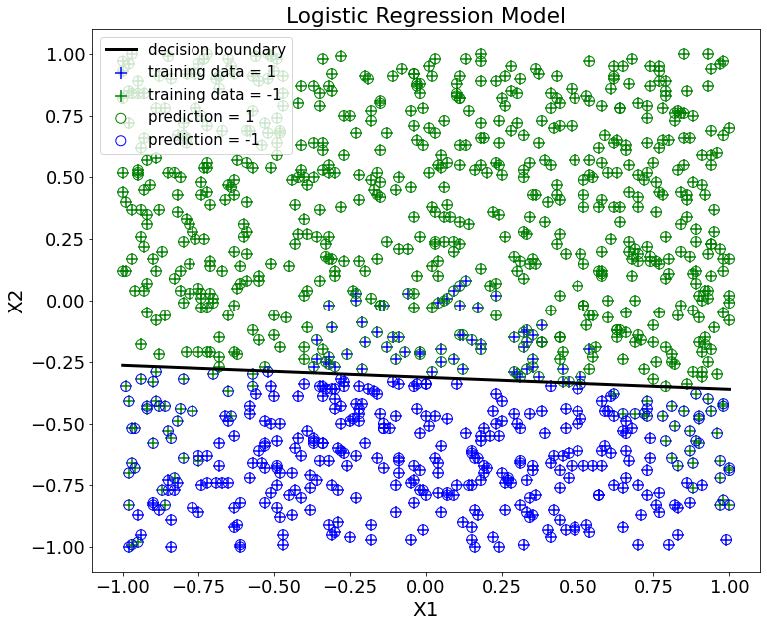 Logistic Regression Model
decision boundary
training data = 1
training data = -1
prediction = 1
prediction = -1
X2
1.00
0.75
0.50
0.25
0.00
−0.25
−0.50
−0.75
−1.00
−1.00 −0.75 −0.50 −0.25 0.00 0.25 0.50 0.75 1.00
X1